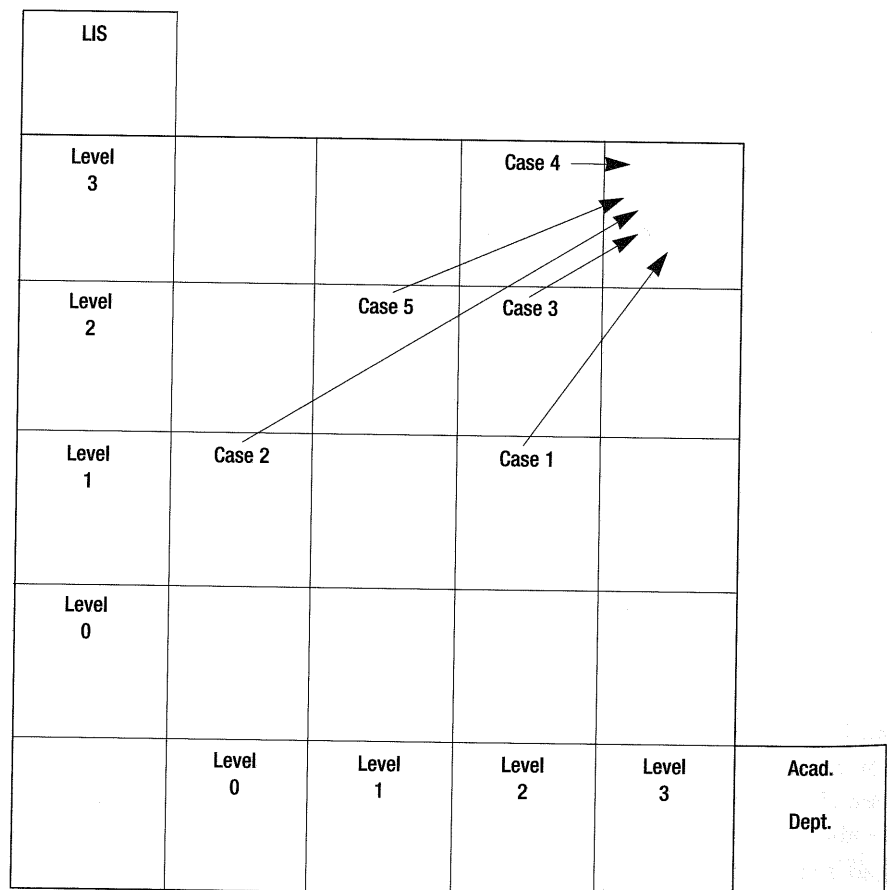 LIS
Level
3
Case 4
Level
2
Case 5
Case 3
Level
1
Case 2
Case 1
Level
0
Level
0
Level
1
Level
2
Level
3
Acad.
Dept.